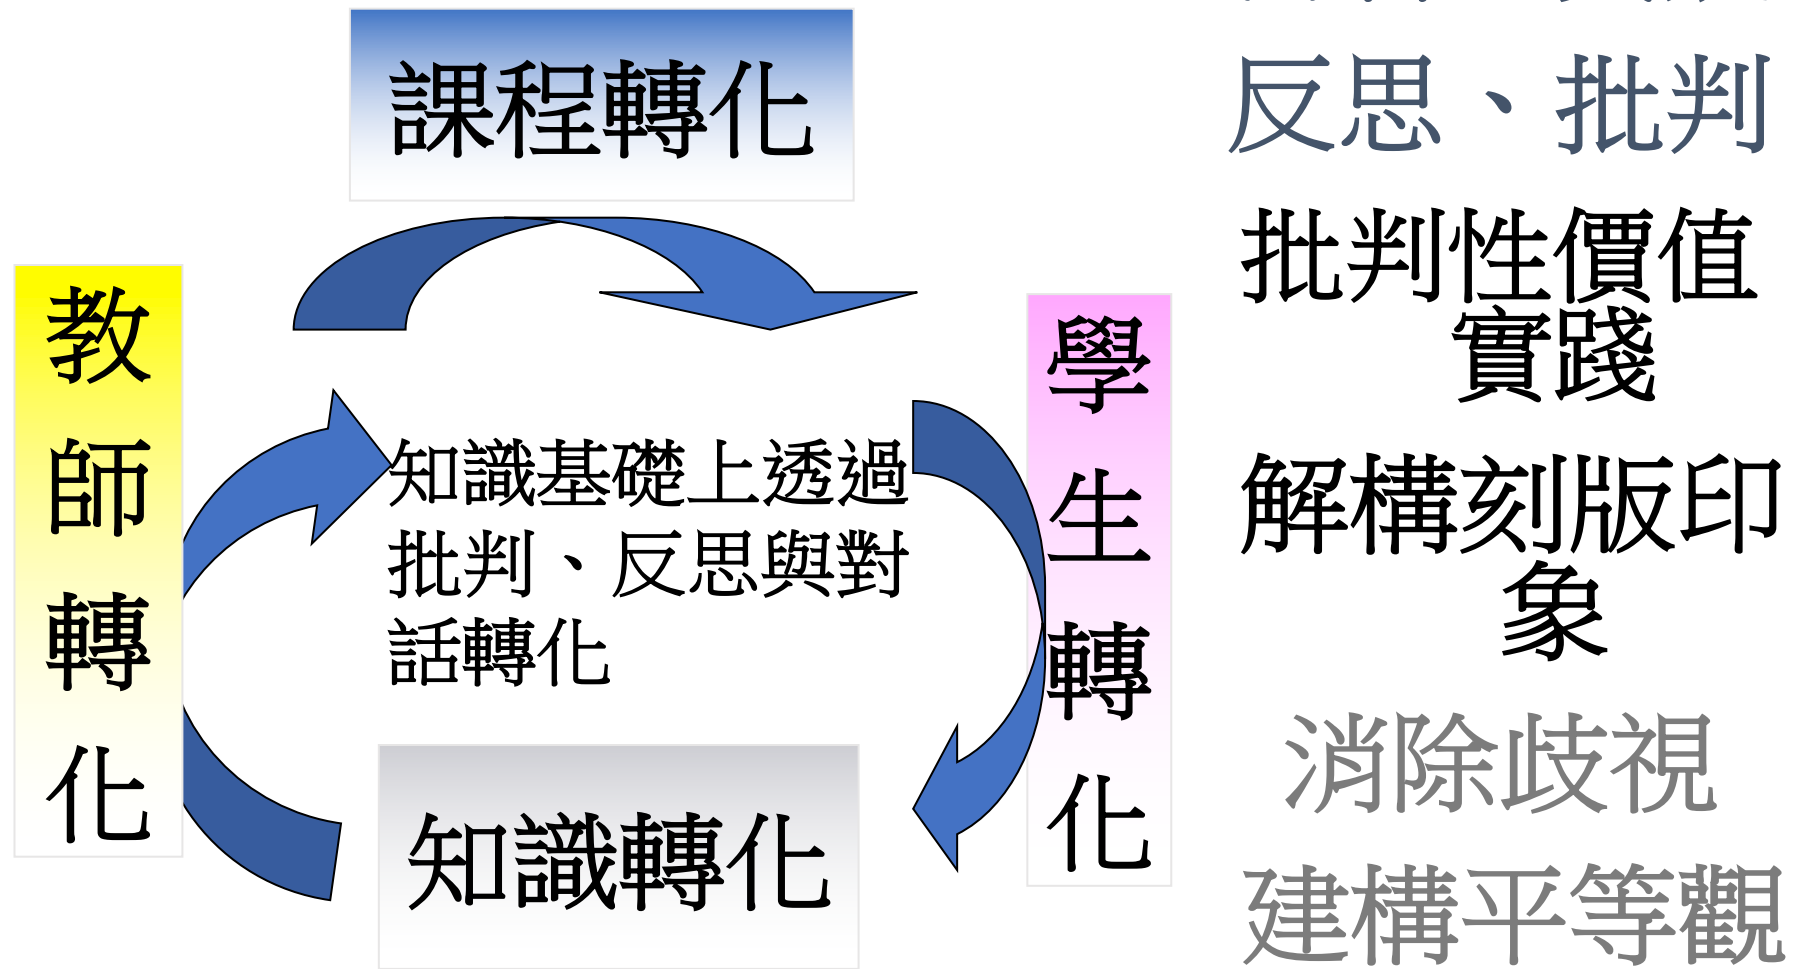 課程轉化
教師轉化
知識基礎上透過
批判、反思與對
話轉化
學生轉化
知識轉化
反思、批判
批判性價值
實踐
解構刻版印
象
消除歧視
建構平等觀